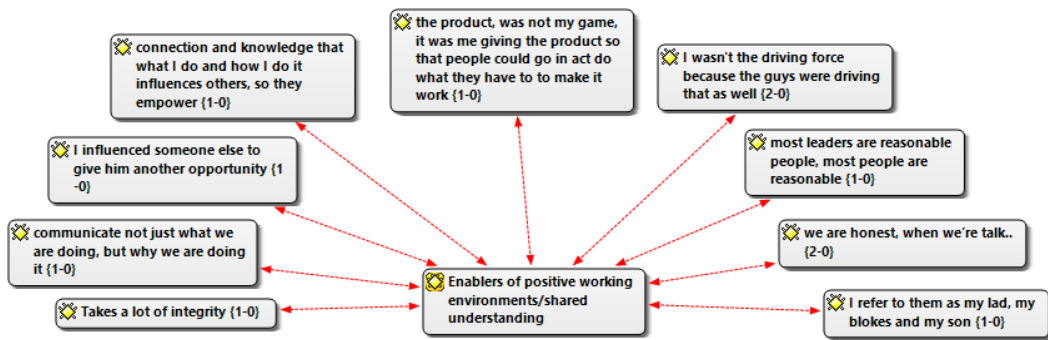 connection and knowledge that
what I do and how I do it
influences others, so they
empower {1-0}
the product, was not my game,
it was me giving the product so
that people could go in act do
what they have to to make it
work {1-0}
I wasn't the driving force
because the guys were driving
that as well {2-0}
I influenced someone else to
give him another opportunity {1
-0}
most leaders are reasonable
people, most people are
reasonable {1-0}
communicate not just what we
are doing, but why we are doing
it {1-0}
we are honest, when we're talk..
{2-0}
Takes a lot of integrity {1-0}
Enablers of positive working
environments/shared
understanding
I refer to them as my lad, my
blokes and my son {1-0}